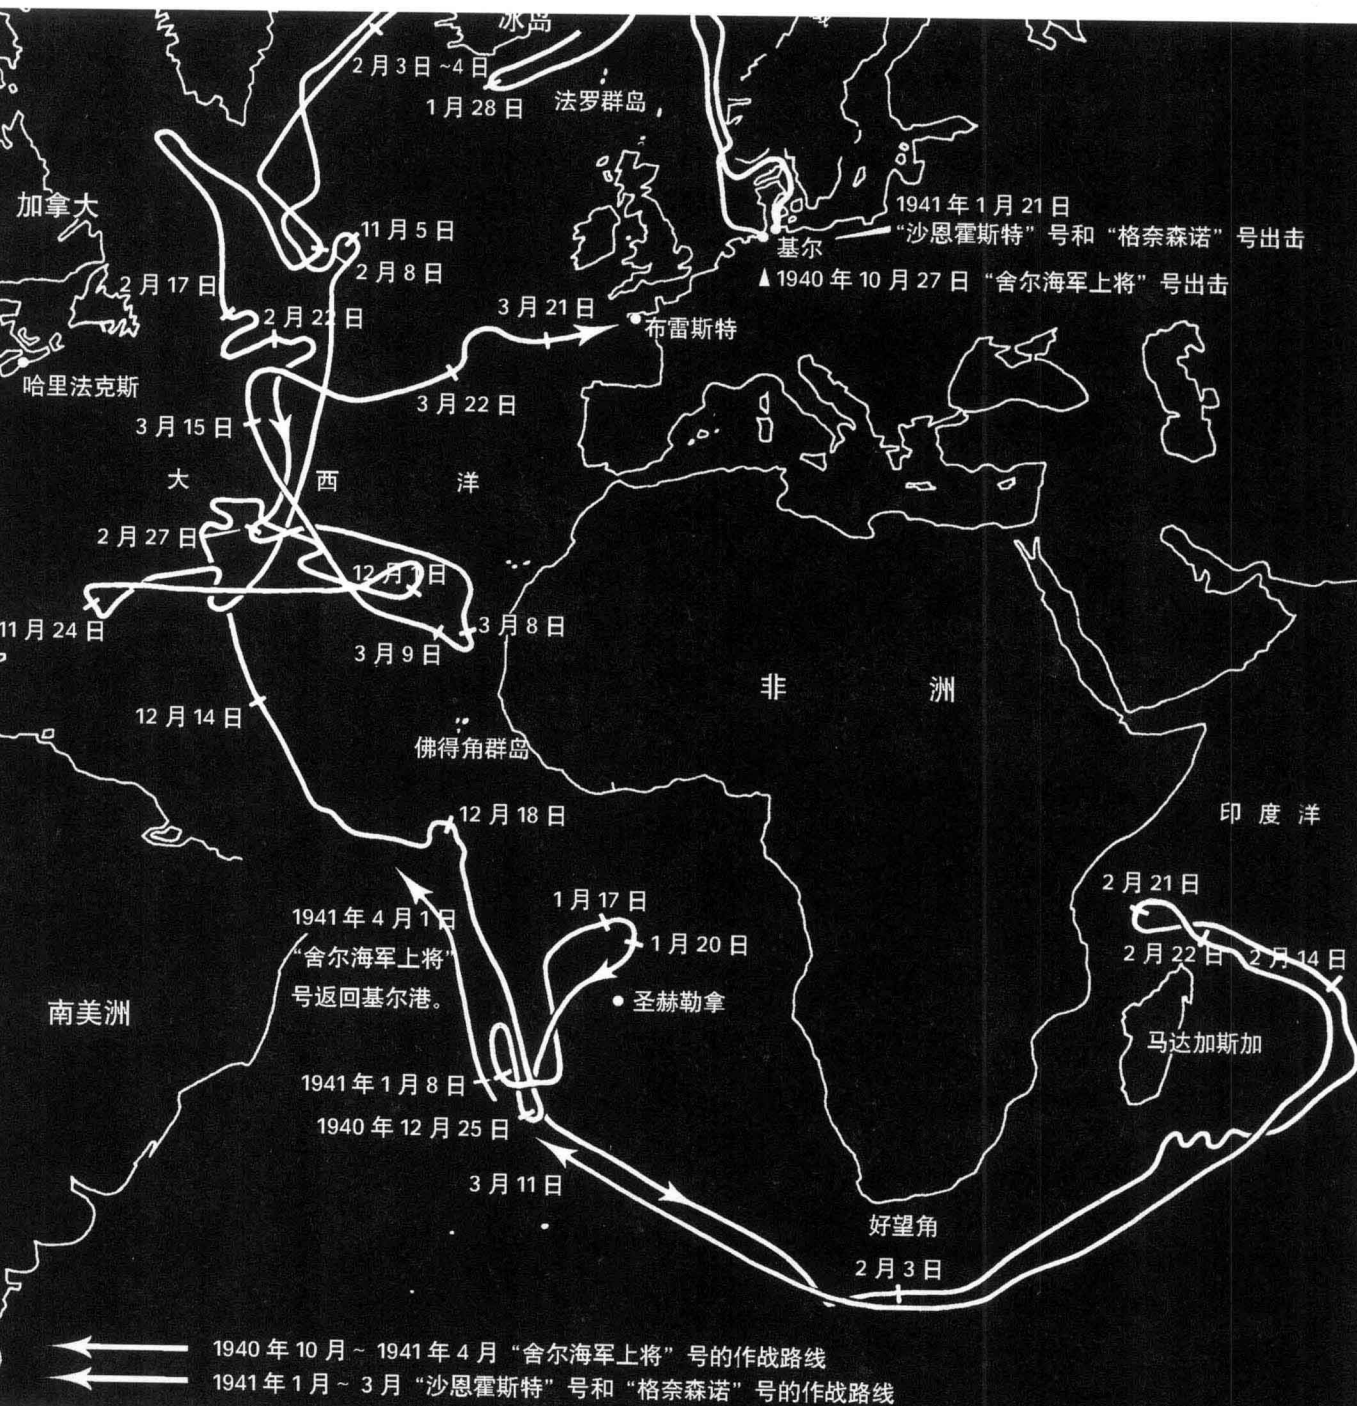 冰岛
2月3日~4日
1月28日
法罗群岛
加拿大
11月5日
2月8日
1941年1月21日
“沙恩霍斯特”号和“格奈森诺”号出击
基尔
1940年10月27日“舍尔海军上将”号出击
2月17日
2月22日
3月21日
布雷斯特
哈里法克斯
3月22日
3月15日
大西洋
2月27日
12月1日
11月24日
3月8日
3月9日
非洲
12月14日
佛得角群岛
12月18日
印度洋
2月21日
1月17日
1941年4月1日
“舍尔海军上将”
号返回基尔港。
1月20日
2月22日
2月14日
圣赫勒拿
南美洲
马达加斯加
1941年1月8日
1940年12月25日
3月11日
好望角
2月3日
1940年10月~1941年4月“舍尔海军上将”号的作战路线
1941年1月~3月“沙恩霍斯特”号和“格奈森诺”号的作战路线